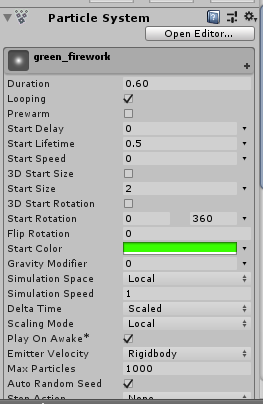 Particle System
Open Editor...
green_firework
Duration 0.60
Looping
Prewarm
Start Delay 0
Start Lifetime 0.5
Start Speed 0
3D Start Size
Start Size 2
3D Start Rotation
Start Rotation 0 360
Flip Rotation 0
Start Color
Gravity Modifier 0
Simulation Space Local
Simulation Speed 1
Delta Time Scaled
Scaling Mode Local
Play On Awake*
Emitter Velocity Rigidbody
Max Particles 1000
Auto Random Seed
Stop Action None